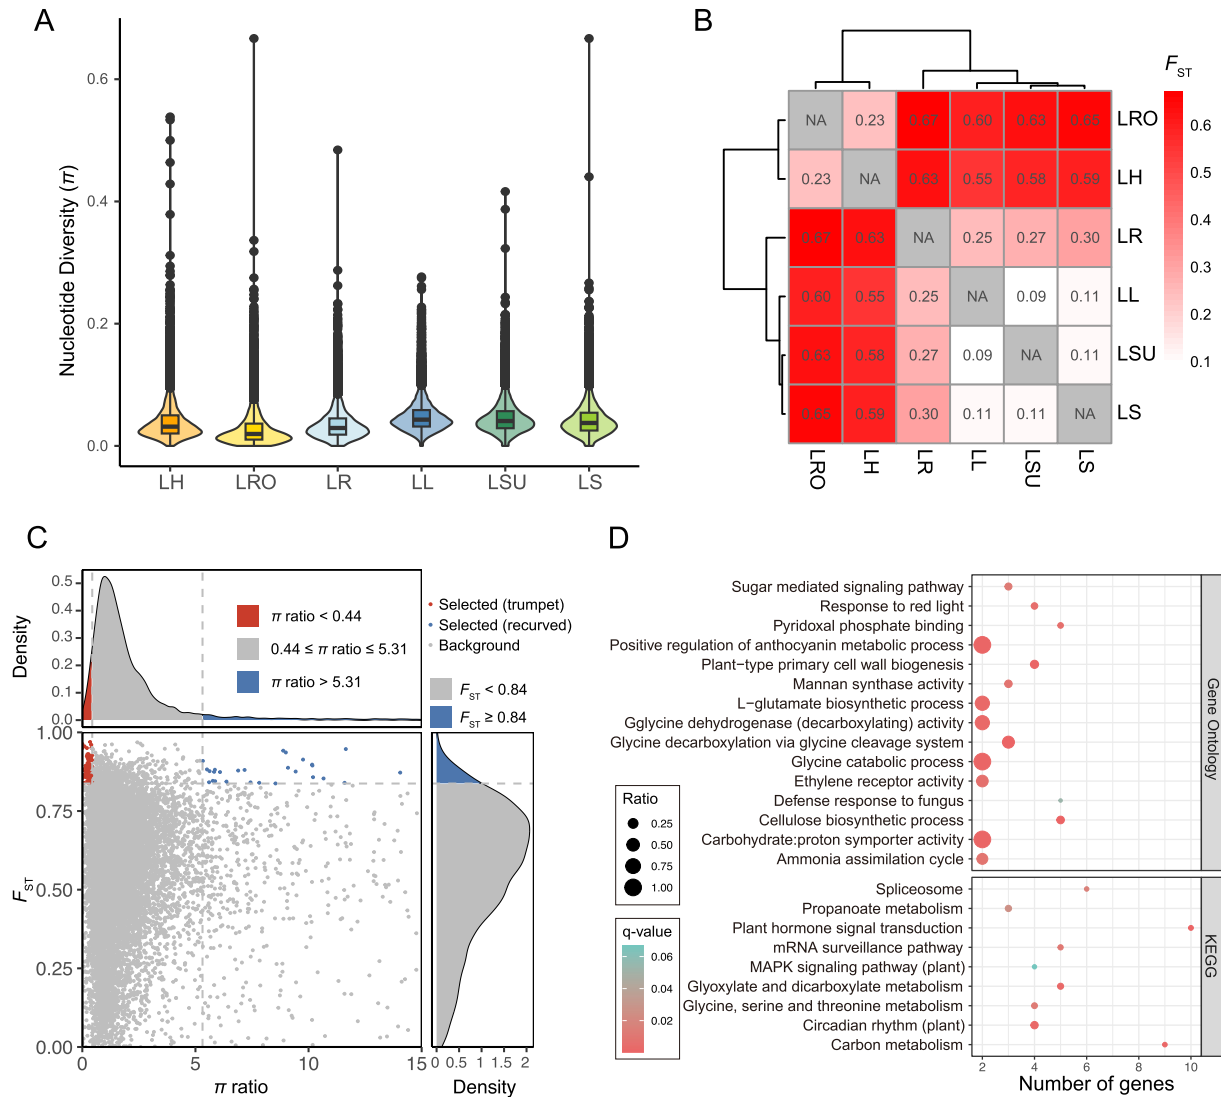 A
Nucleotide Diversity (π)
0.6
0.4
0.2
0.0
LH LRO LR LL LSU LS
B
F_ST
0.6
0.5
0.4
0.3
0.2
0.1
NA 0.23 0.67 0.60 0.63 0.65 LRO
0.23 NA 0.63 0.55 0.58 0.59 LH
0.67 0.63 NA 0.25 0.27 0.30 LR
0.60 0.55 0.25 NA 0.09 0.11 LL
0.63 0.58 0.27 0.09 NA 0.11 LSU
0.65 0.59 0.30 0.11 0.11 NA LS
LRO LH LR LL LSU LS
C
Density
0.5
0.4
0.3
0.2
0.1
0.0
π ratio < 0.44
0.44 ≤ π ratio ≤ 5.31
π ratio > 5.31
Selected (trumpet)
Selected (recurved)
Background
F_ST < 0.84
F_ST ≥ 0.84
F_ST
1.00
0.75
0.50
0.25
0.00
0 5 10 15
π ratio
0 0.5 1 1.5 2
Density
D
Sugar mediated signaling pathway
Response to red light
Pyridoxal phosphate binding
Positive regulation of anthocyanin metabolic process
Plant−type primary cell wall biogenesis
Mannan synthase activity
L−glutamate biosynthetic process
Gglycine dehydrogenase (decarboxylating) activity
Glycine decarboxylation via glycine cleavage system
Glycine catabolic process
Ethylene receptor activity
Defense response to fungus
Cellulose biosynthetic process
Carbohydrate:proton symporter activity
Ammonia assimilation cycle
Gene Ontology
Spliceosome
Propanoate metabolism
Plant hormone signal transduction
mRNA surveillance pathway
MAPK signaling pathway (plant)
Glyoxylate and dicarboxylate metabolism
Glycine, serine and threonine metabolism
Circadian rhythm (plant)
Carbon metabolism
KEGG
2 4 6 8 10
Number of genes
Ratio
0.25
0.50
0.75
1.00
q-value
0.06
0.04
0.02